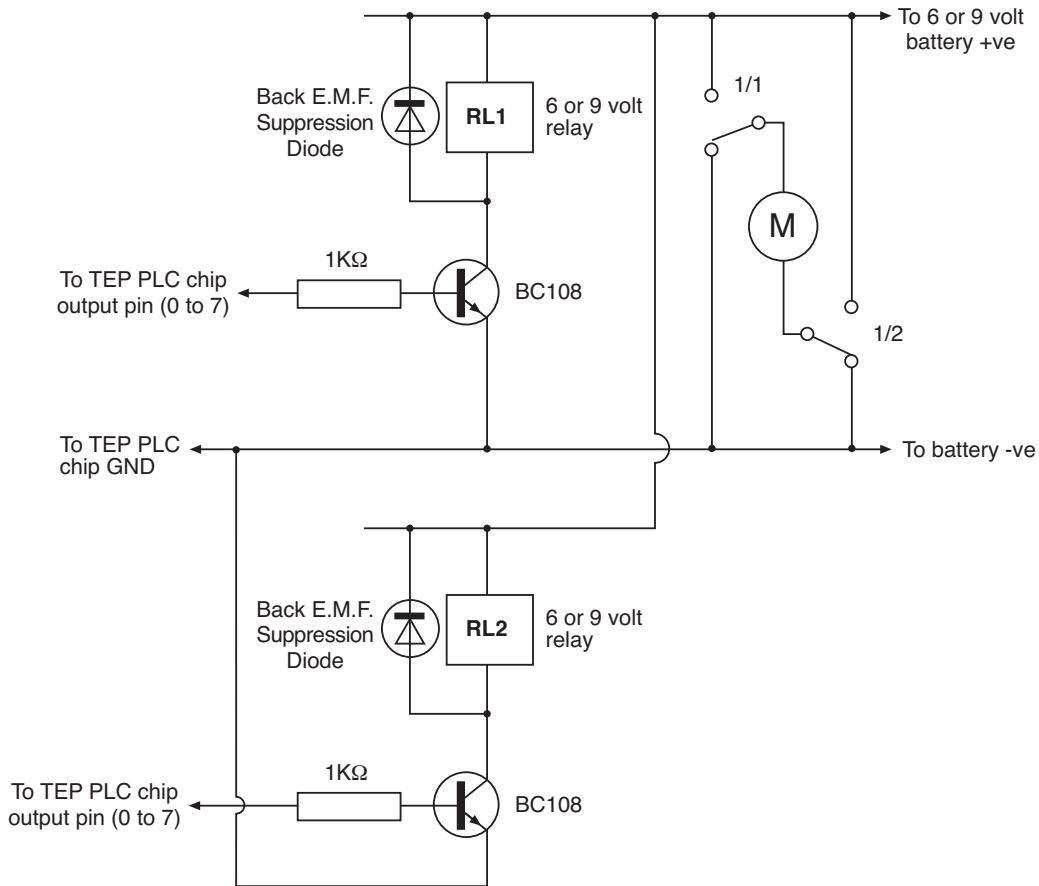 To 6 or 9 volt
battery +ve
1/1
Back E.M.F.
Suppression
Diode
RL1
6 or 9 volt
relay
M
1KΩ
To TEP PLC chip
output pin (0 to 7)
BC108
1/2
To TEP PLC
chip GND
To battery -ve
Back E.M.F.
Suppression
Diode
RL2
6 or 9 volt
relay
1KΩ
To TEP PLC chip
output pin (0 to 7)
BC108